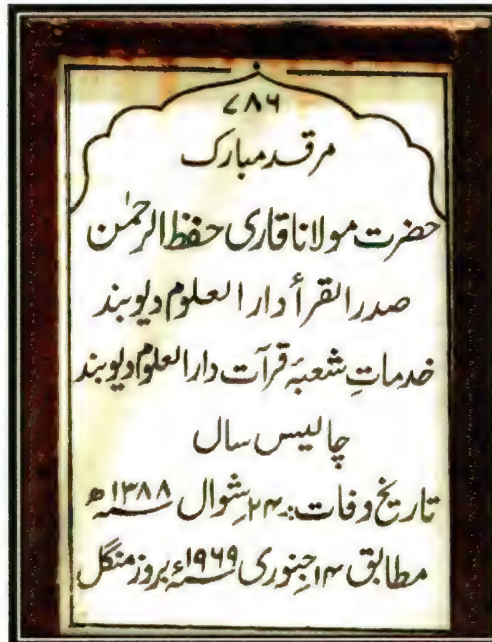 ۷۸۶
مرقد مبارک
حضرت مولانا قاری حفظ الرحمٰن
صدر القرأ دار العلوم دیوبند
خدماتِ شعبۂ قرآت دار العلوم دیوبند
چالیس سال
تاریخ وفات:۔ ۲۴ شوال ۱۳۸۸ھ
مطابق ۱۴ جنوری ۱۹۶۹ء بروز منگل